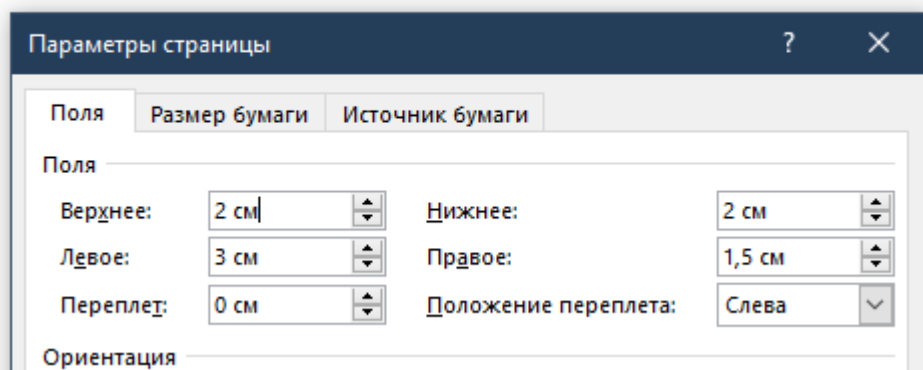 Параметры страницы ? ×
Поля Размер бумаги Источник бумаги
Поля
Верхнее: 2 см Нижнее: 2 см
Левое: 3 см Правое: 1,5 см
Переплет: 0 см Положение переплета: Слева
Ориентация